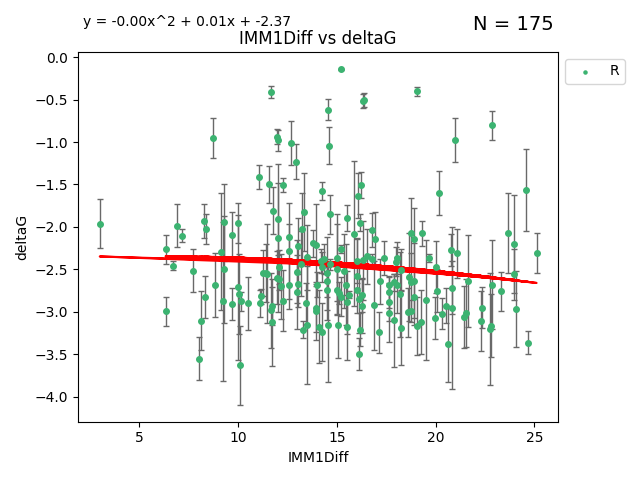 y = -0.00x^2 + 0.01x + -2.37
N = 175
IMM1Diff vs deltaG
R
0.0
−0.5
−1.0
−1.5
−2.0
−2.5
−3.0
−3.5
−4.0
deltaG
5 10 15 20 25
IMM1Diff